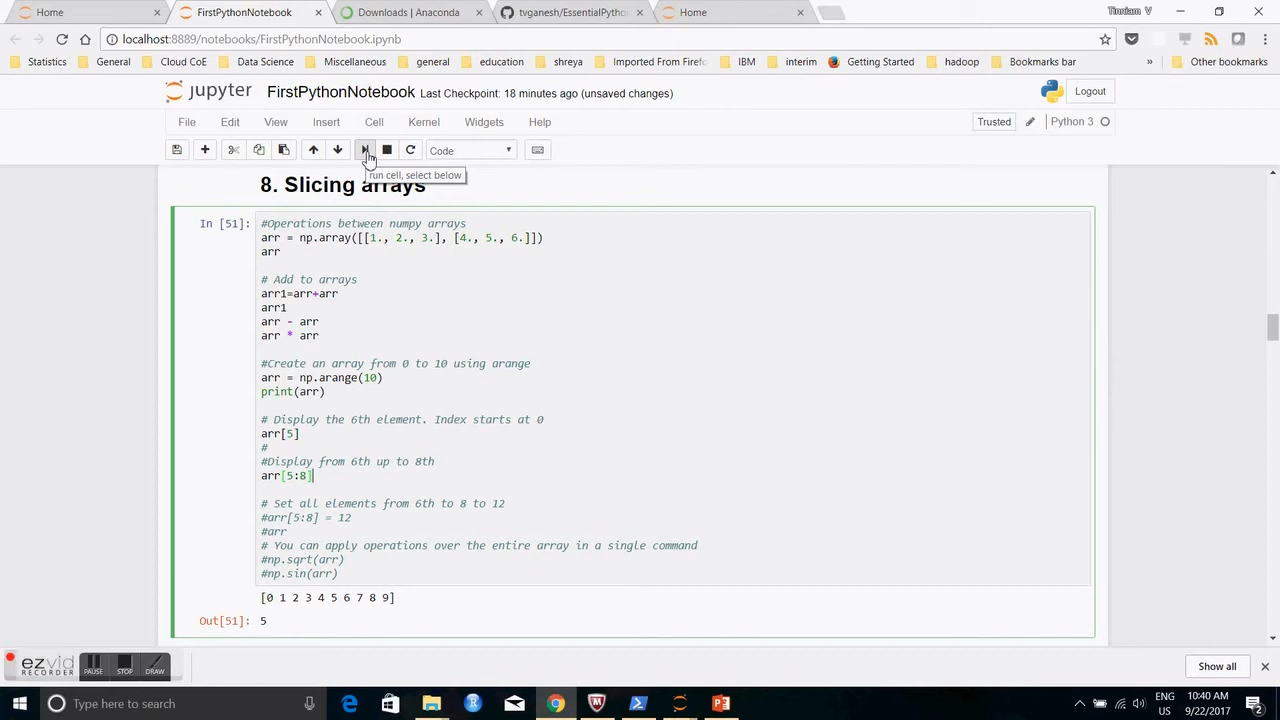 Home
FirstPythonNotebook
Downloads | Anaconda
tvganesh/EssentialPytho
Home
Tinniam V
localhost:8889/notebooks/FirstPythonNotebook.ipynb
Statistics
General
Cloud CoE
Data Science
Miscellaneous
general
education
shreya
Imported From Firefo
IBM
interim
Getting Started
hadoop
Bookmarks bar
»
Other bookmarks
jupyter FirstPythonNotebook Last Checkpoint: 18 minutes ago (unsaved changes)
Logout
File Edit View Insert Cell Kernel Widgets Help
Trusted
Python 3
Code
run cell, select below
8. Slicing arrays
In [51]:
#Operations between numpy arrays
arr = np.array([[1., 2., 3.], [4., 5., 6.]])
arr
# Add to arrays
arr1=arr+arr
arr1
arr - arr
arr * arr
#Create an array from 0 to 10 using arange
arr = np.arange(10)
print(arr)
# Display the 6th element. Index starts at 0
arr[5]
#
#Display from 6th up to 8th
arr[5:8]
# Set all elements from 6th to 8 to 12
#arr[5:8] = 12
#arr
# You can apply operations over the entire array in a single command
#np.sqrt(arr)
#np.sin(arr)
[0 1 2 3 4 5 6 7 8 9]
Out[51]: 5
ezvid
RECORDER
PAUSE
STOP
DRAW
Show all
Type here to search
ENG
US
10:40 AM
9/22/2017
2